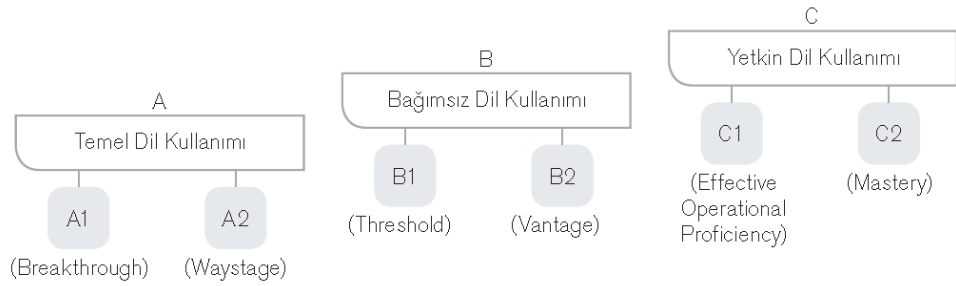 A
Temel Dil Kullanımı
A1
(Breakthrough)
A2
(Waystage)
B
Bağımsız Dil Kullanımı
B1
(Threshold)
B2
(Vantage)
C
Yetkin Dil Kullanımı
C1
(Effective
Operational
Proficiency)
C2
(Mastery)